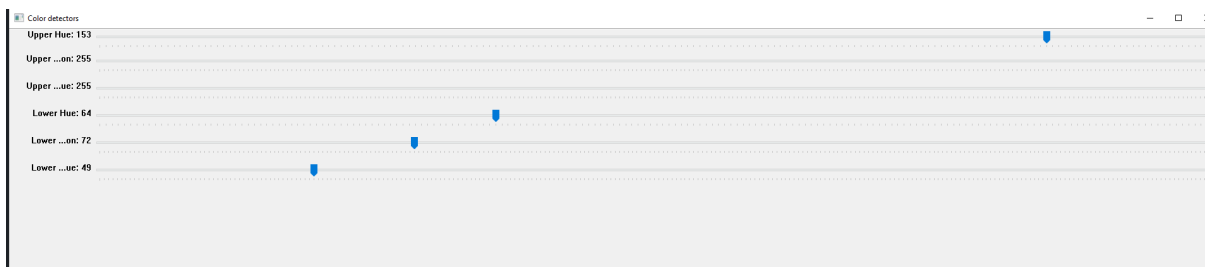 Color detectors
Upper Hue: 153
Upper ...on: 255
Upper ...ue: 255
Lower Hue: 64
Lower ...on: 72
Lower ...ue: 49